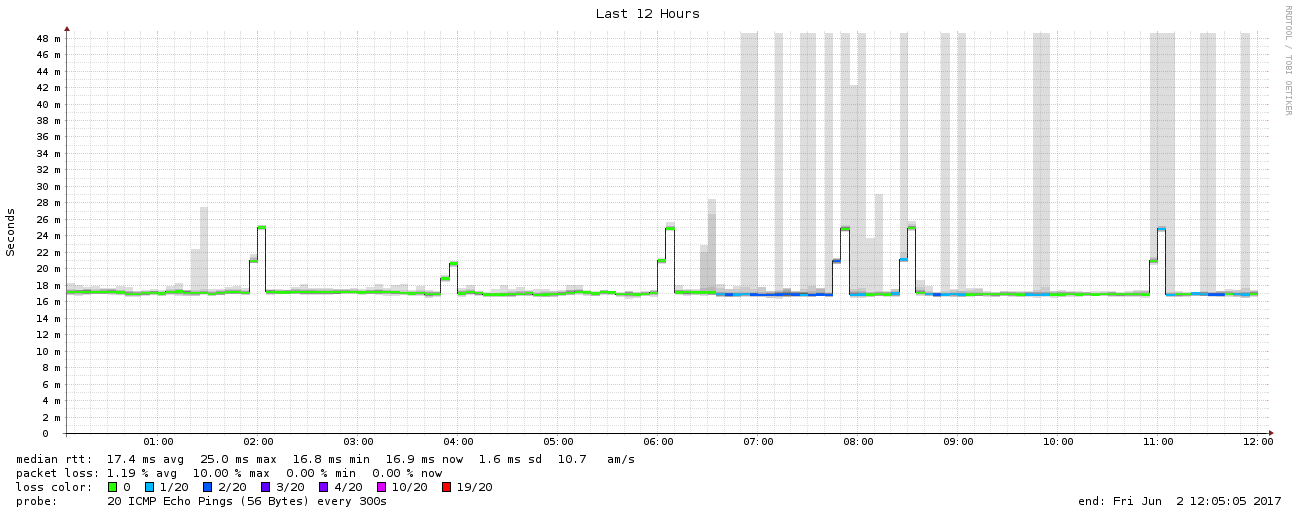 Last 12 Hours
RRDTOOL / TOBI OETIKER
Seconds
48 m
46 m
44 m
42 m
40 m
38 m
36 m
34 m
32 m
30 m
28 m
26 m
24 m
22 m
20 m
18 m
16 m
14 m
12 m
10 m
8 m
6 m
4 m
2 m
0
01:00 02:00 03:00 04:00 05:00 06:00 07:00 08:00 09:00 10:00 11:00 12:00
median rtt: 17.4 ms avg 25.0 ms max 16.8 ms min 16.9 ms now 1.6 ms sd 10.7 am/s
packet loss: 1.19 % avg 10.00 % max 0.00 % min 0.00 % now
loss color: 0 1/20 2/20 3/20 4/20 10/20 19/20
probe: 20 ICMP Echo Pings (56 Bytes) every 300s end: Fri Jun 2 12:05:05 2017